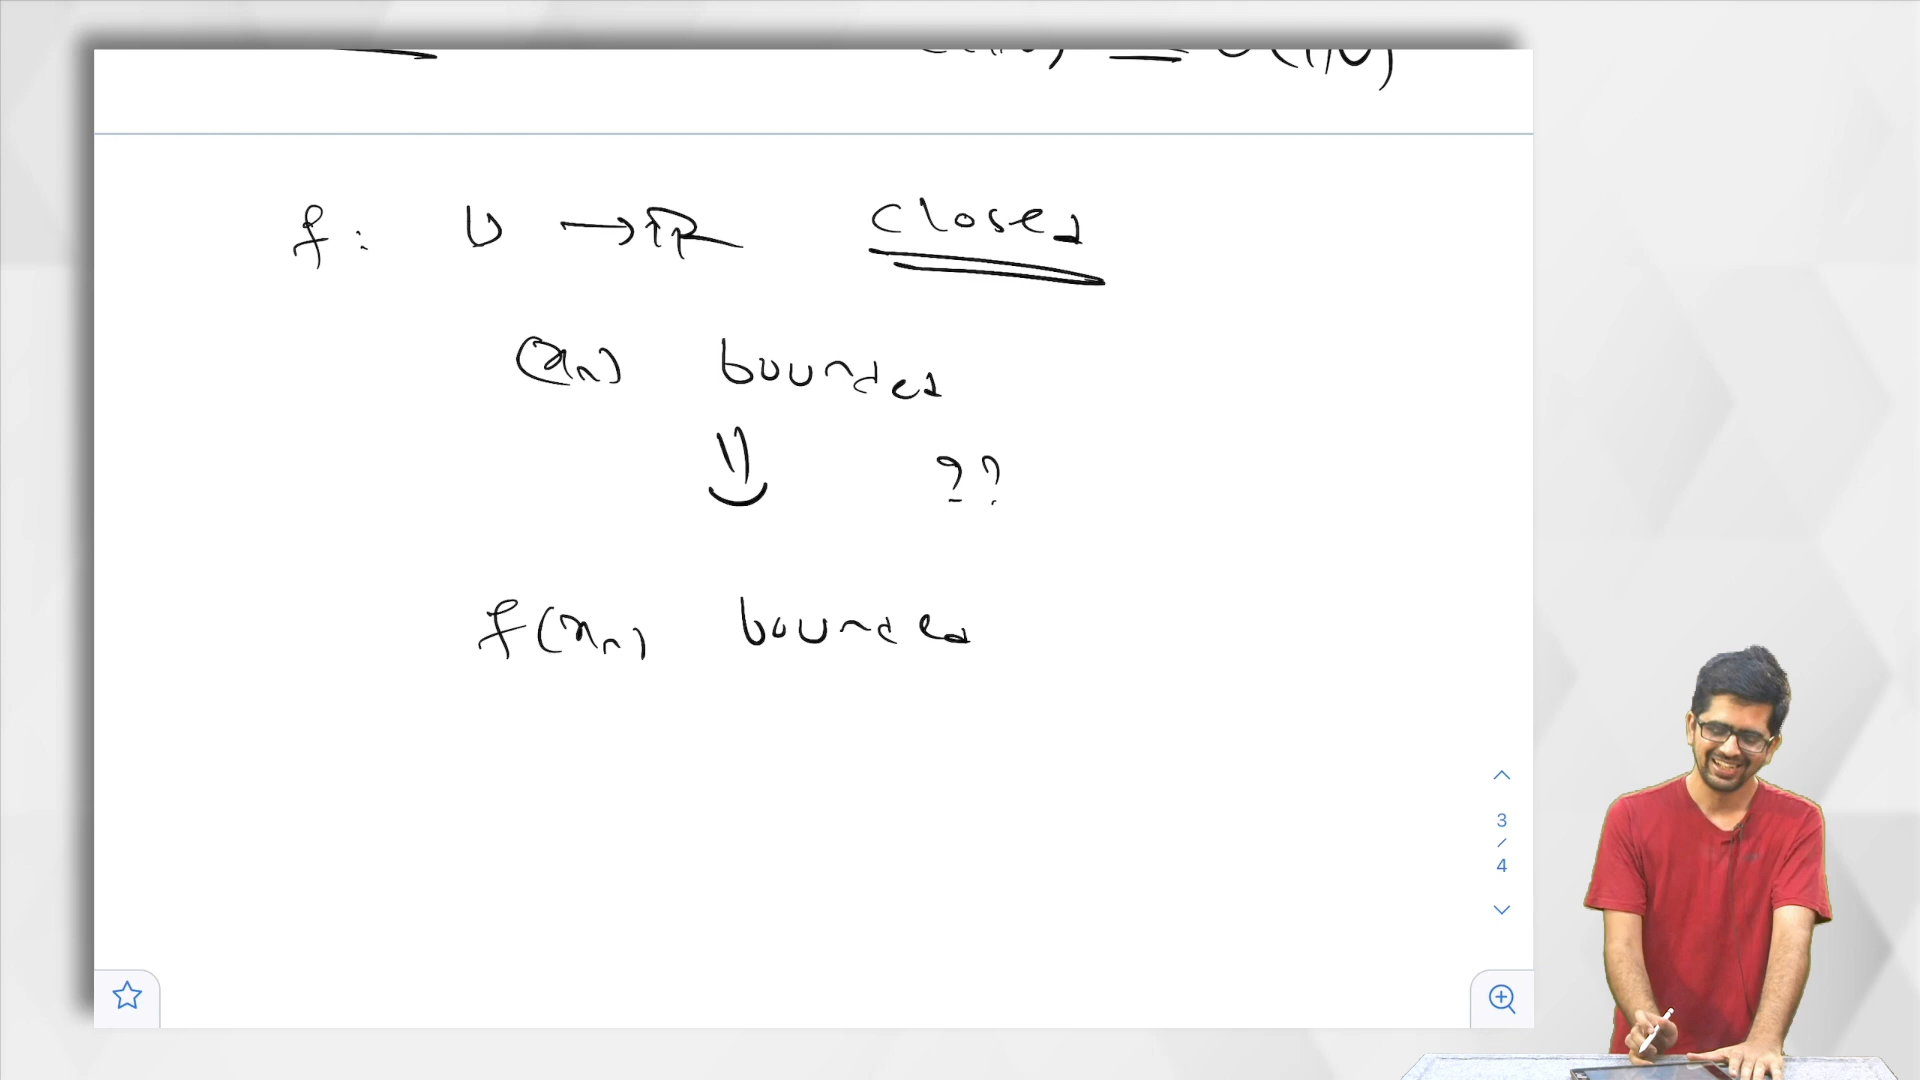 f : U → ℝ closed
(xₙ) bounded
⇓ ??
f(xₙ) bounded
3
/
4